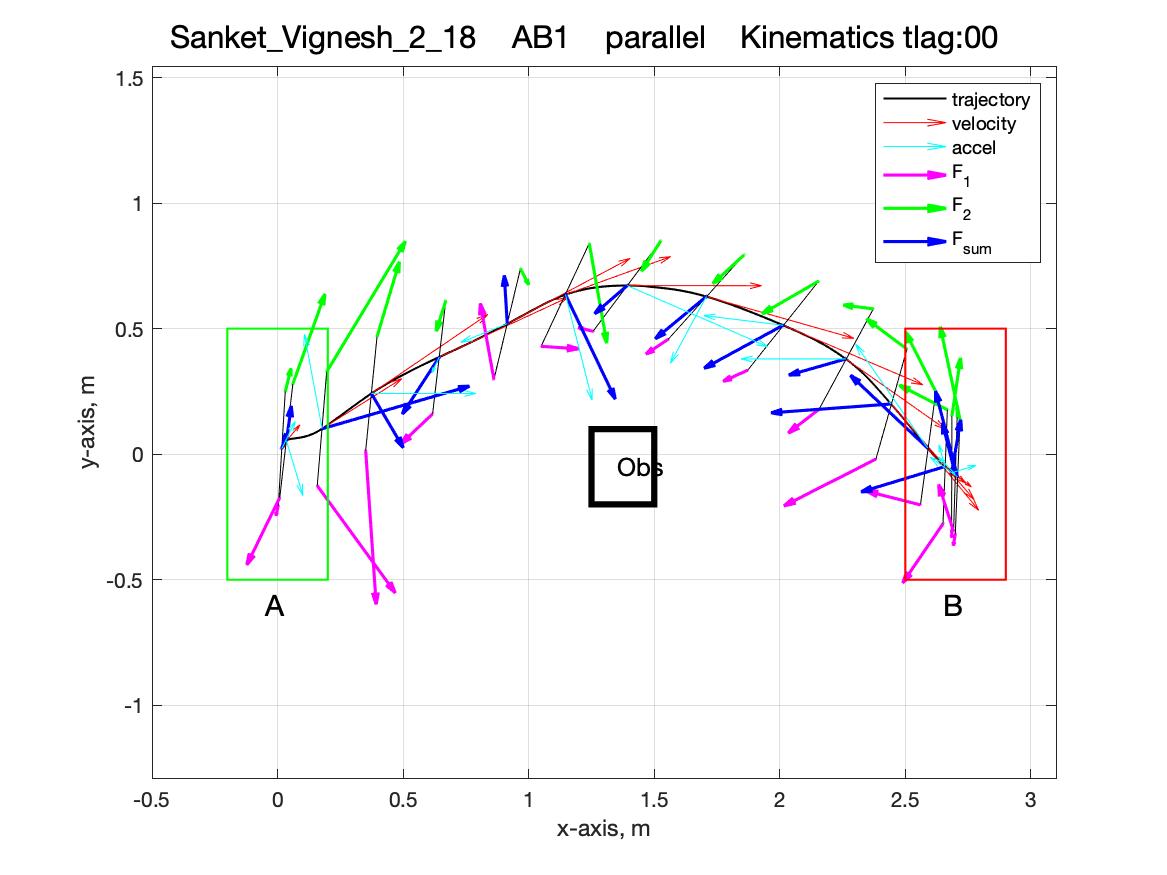 Sanket_Vignesh_2_18 AB1 parallel Kinematics tlag:00
1.5
1
0.5
0
-0.5
-1
y-axis, m
trajectory
velocity
accel
F1
F2
Fsum
Obs
A
B
-0.5 0 0.5 1 1.5 2 2.5 3
x-axis, m